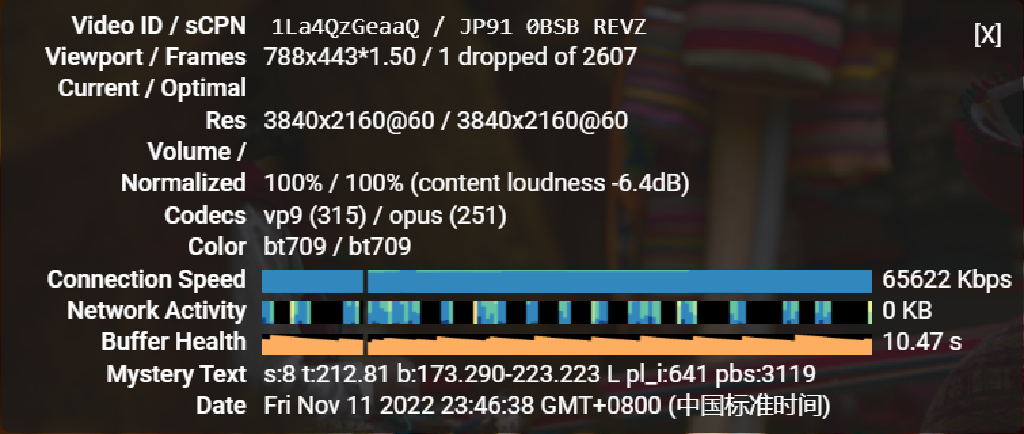 Video ID / sCPN 1La4QzGeaaQ / JP91 0BSB REVZ
[X]
Viewport / Frames 788x443*1.50 / 1 dropped of 2607
Current / Optimal
Res 3840x2160@60 / 3840x2160@60
Volume /
Normalized 100% / 100% (content loudness -6.4dB)
Codecs vp9 (315) / opus (251)
Color bt709 / bt709
Connection Speed 65622 Kbps
Network Activity 0 KB
Buffer Health 10.47 s
Mystery Text s:8 t:212.81 b:173.290-223.223 L pl_i:641 pbs:3119
Date Fri Nov 11 2022 23:46:38 GMT+0800 (中国标准时间)